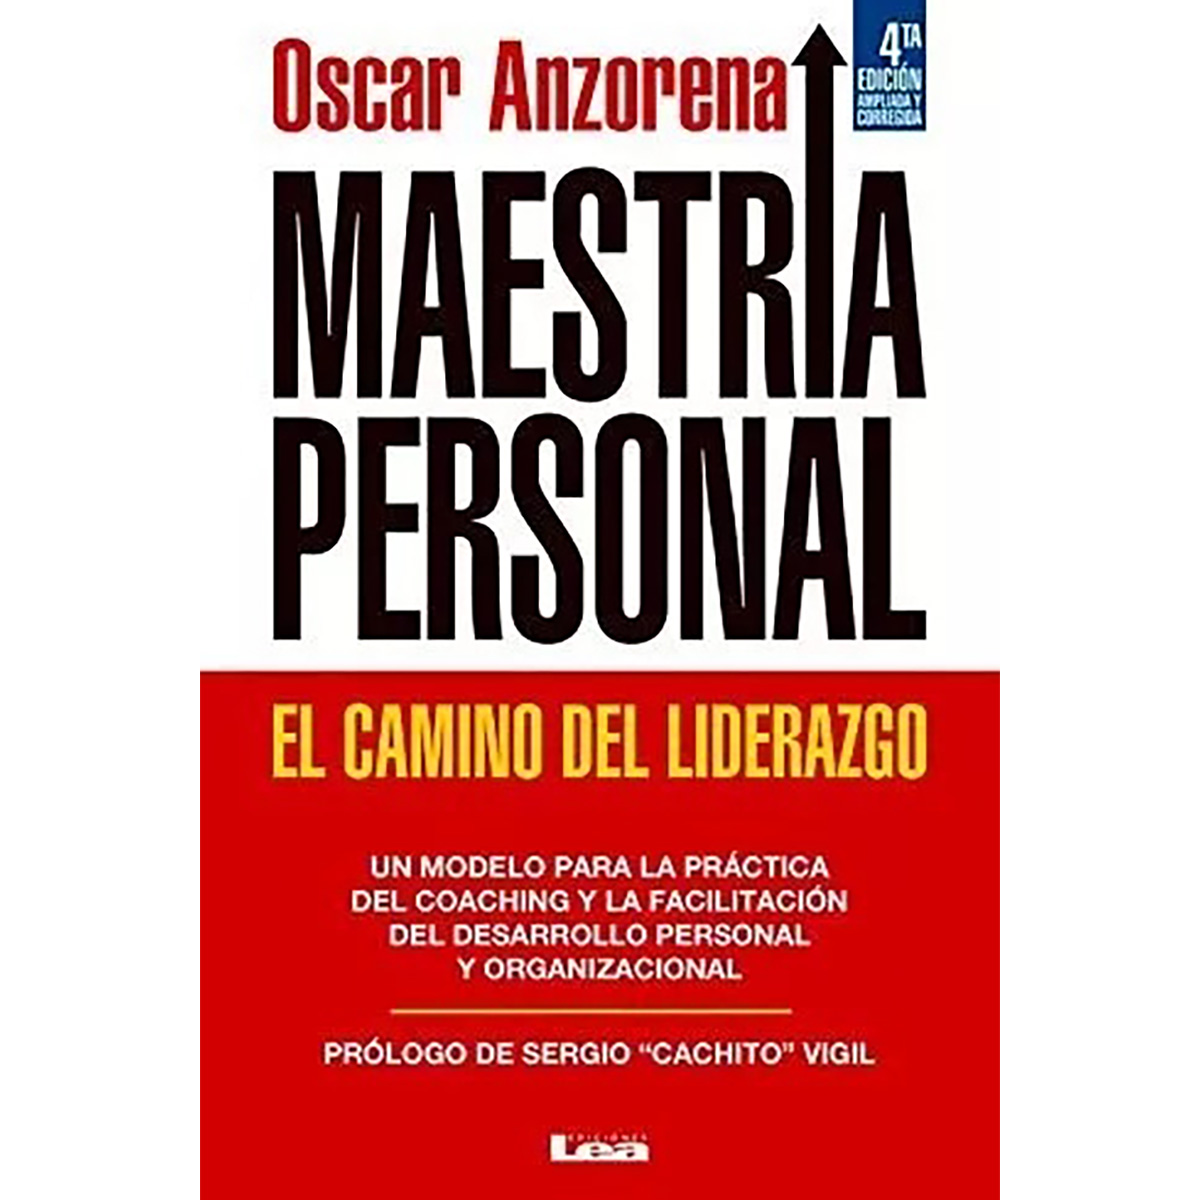 Oscar Anzorena
4TA
EDICIÓN
AMPLIADA Y
CORREGIDA
MAESTRIA
PERSONAL
EL CAMINO DEL LIDERAZGO
UN MODELO PARA LA PRÁCTICA
DEL COACHING Y LA FACILITACIÓN
DEL DESARROLLO PERSONAL
Y ORGANIZACIONAL
PRÓLOGO DE SERGIO “CACHITO” VIGIL
EDICIONES
Lea